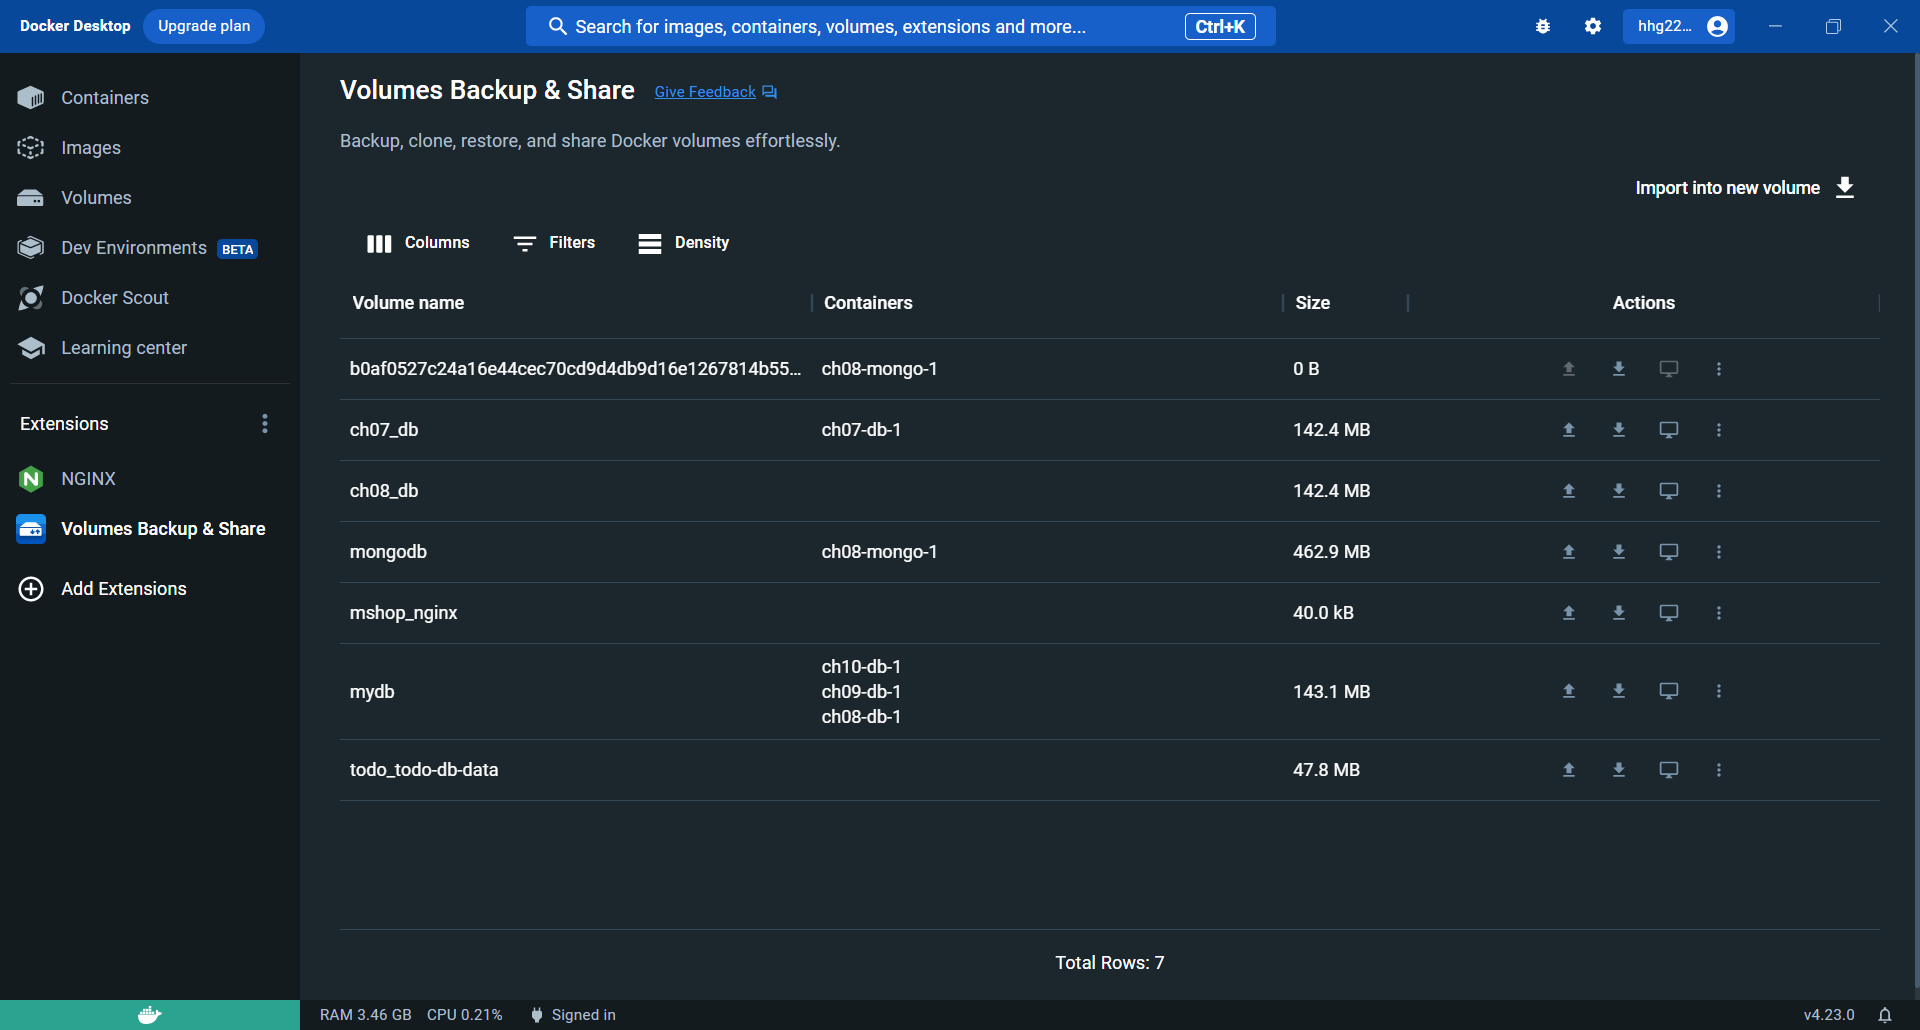 Docker Desktop
Upgrade plan
Search for images, containers, volumes, extensions and more...
Ctrl+K
hhg22...
Containers
Images
Volumes
Dev Environments BETA
Docker Scout
Learning center
Extensions
NGINX
Volumes Backup & Share
Add Extensions
Volumes Backup & Share
Give Feedback
Backup, clone, restore, and share Docker volumes effortlessly.
Import into new volume
Columns
Filters
Density
Volume name Containers Size Actions
b0af0527c24a16e44cec70cd9d4db9d16e1267814b55... ch08-mongo-1 0 B
ch07_db ch07-db-1 142.4 MB
ch08_db 142.4 MB
mongodb ch08-mongo-1 462.9 MB
mshop_nginx 40.0 kB
ch10-db-1
mydb ch09-db-1 143.1 MB
ch08-db-1
todo_todo-db-data 47.8 MB
Total Rows: 7
RAM 3.46 GB CPU 0.21% Signed in
v4.23.0